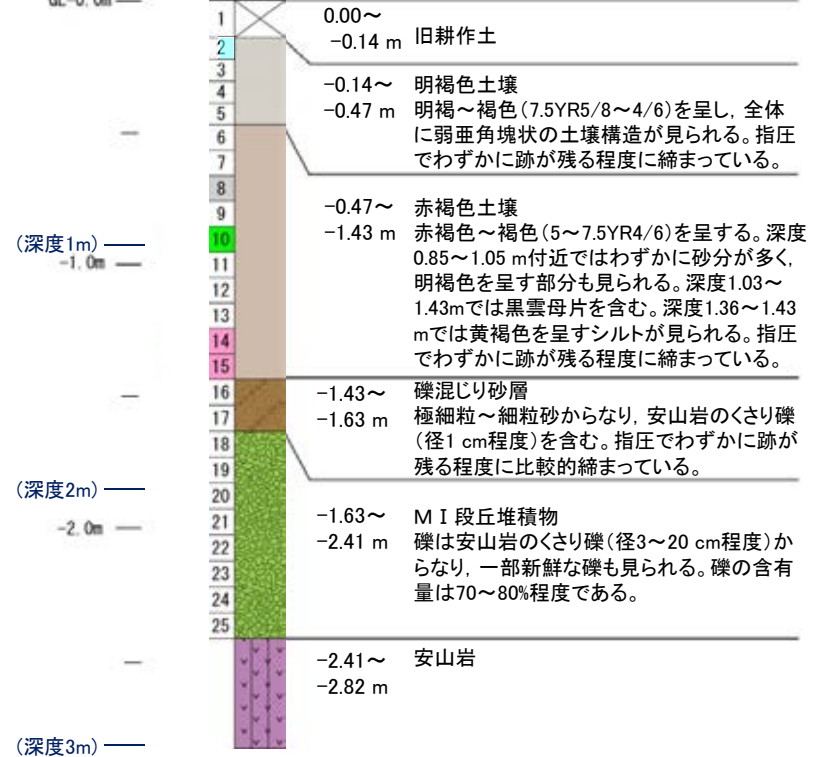 1
2
3
4
5
6
7
8
9
10
11
12
13
14
15
16
17
18
19
20
21
22
23
24
25
(深度1m)
-1.0m
(深度2m)
-2.0m
(深度3m)
0.00~
-0.14 m 旧耕作土
-0.14~ 明褐色土壌
-0.47 m 明褐~褐色(7.5YR5/8~4/6)を呈し,全体
に弱亜角塊状の土壌構造が見られる。指圧
でわずかに跡が残る程度に締まっている。
-0.47~ 赤褐色土壌
-1.43 m 赤褐色~褐色(5~7.5YR4/6)を呈する。深度
0.85~1.05 m付近ではわずかに砂分が多く,
明褐色を呈す部分も見られる。深度1.03~
1.43mでは黒雲母片を含む。深度1.36~1.43
mでは黄褐色を呈すシルトが見られる。指圧
でわずかに跡が残る程度に締まっている。
-1.43~ 礫混じり砂層
-1.63 m 極細粒~細粒砂からなり,安山岩のくさり礫
(径1 cm程度)を含む。指圧でわずかに跡が
残る程度に比較的締まっている。
-1.63~ MⅠ段丘堆積物
-2.41 m 礫は安山岩のくさり礫(径3~20 cm程度)か
らなり,一部新鮮な礫も見られる。礫の含有
量は70~80%程度である。
-2.41~ 安山岩
-2.82 m